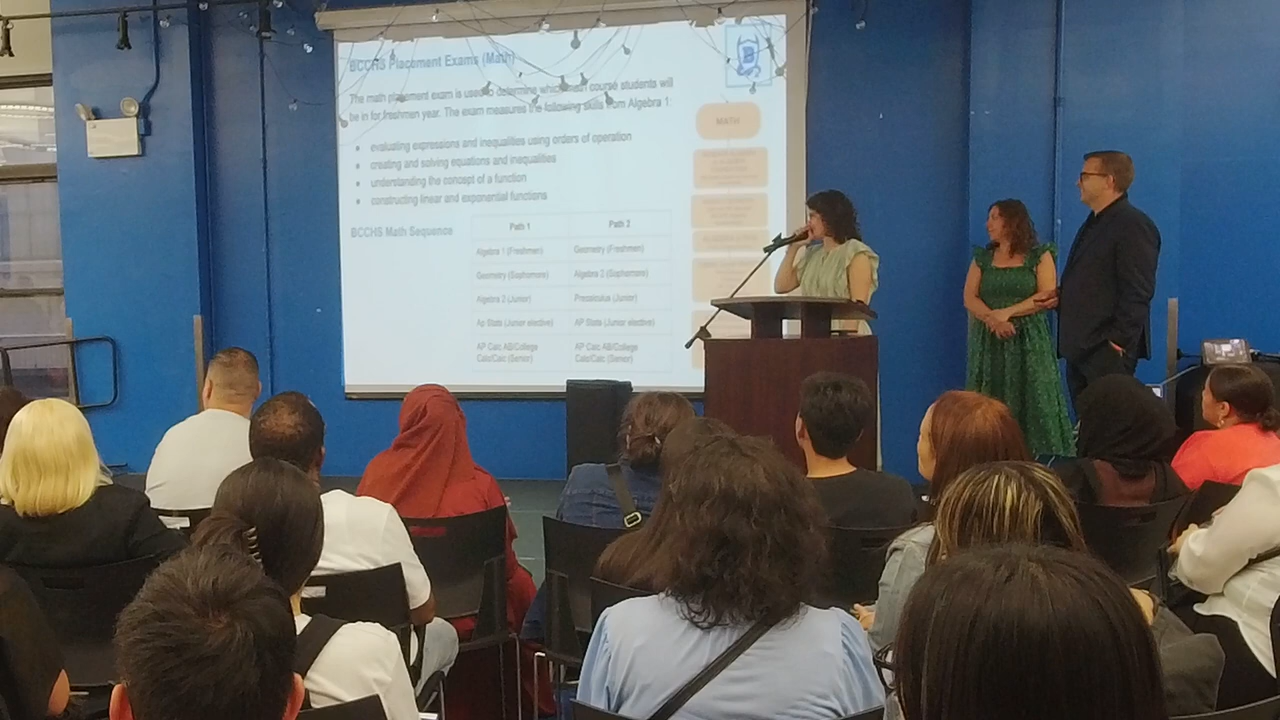 BCCHS Placement Exams (Math)
The math placement exam is used to determine which math course students will
be in for freshmen year. The exam measures the following skills from Algebra 1:
evaluating expressions and inequalities using orders of operation
creating and solving equations and inequalities
understanding the concept of a function
constructing linear and exponential functions
BCCHS Math Sequence
Path 1 Path 2
Algebra 1 (Freshmen) Geometry (Freshmen)
Geometry (Sophomore) Algebra 2 (Sophomore)
Algebra 2 (Junior) Precalculus (Junior)
Ap Stats (Junior elective) AP Stats (Junior elective)
AP Calc AB/College AP Calc AB/College
Calc/Calc (Senior) Calc/Calc (Senior)
MATH
B